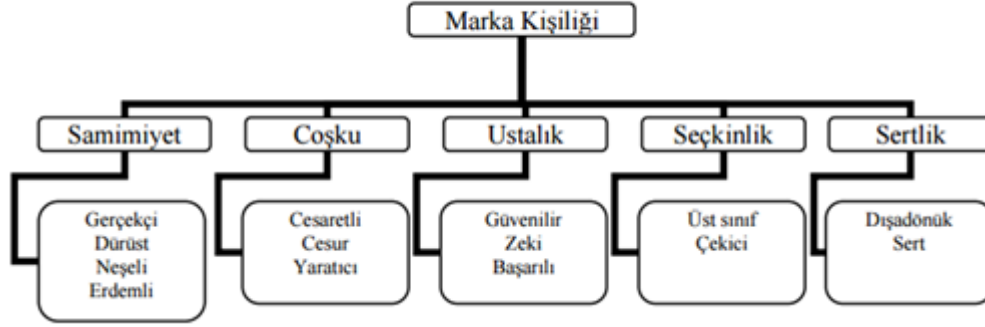 Marka Kişiliği
Samimiyet
Coşku
Ustalık
Seçkinlik
Sertlik
Gerçekçi
Dürüst
Neşeli
Erdemli
Cesaretli
Cesur
Yaratıcı
Güvenilir
Zeki
Başarılı
Üst sınıf
Çekici
Dışadönük
Sert